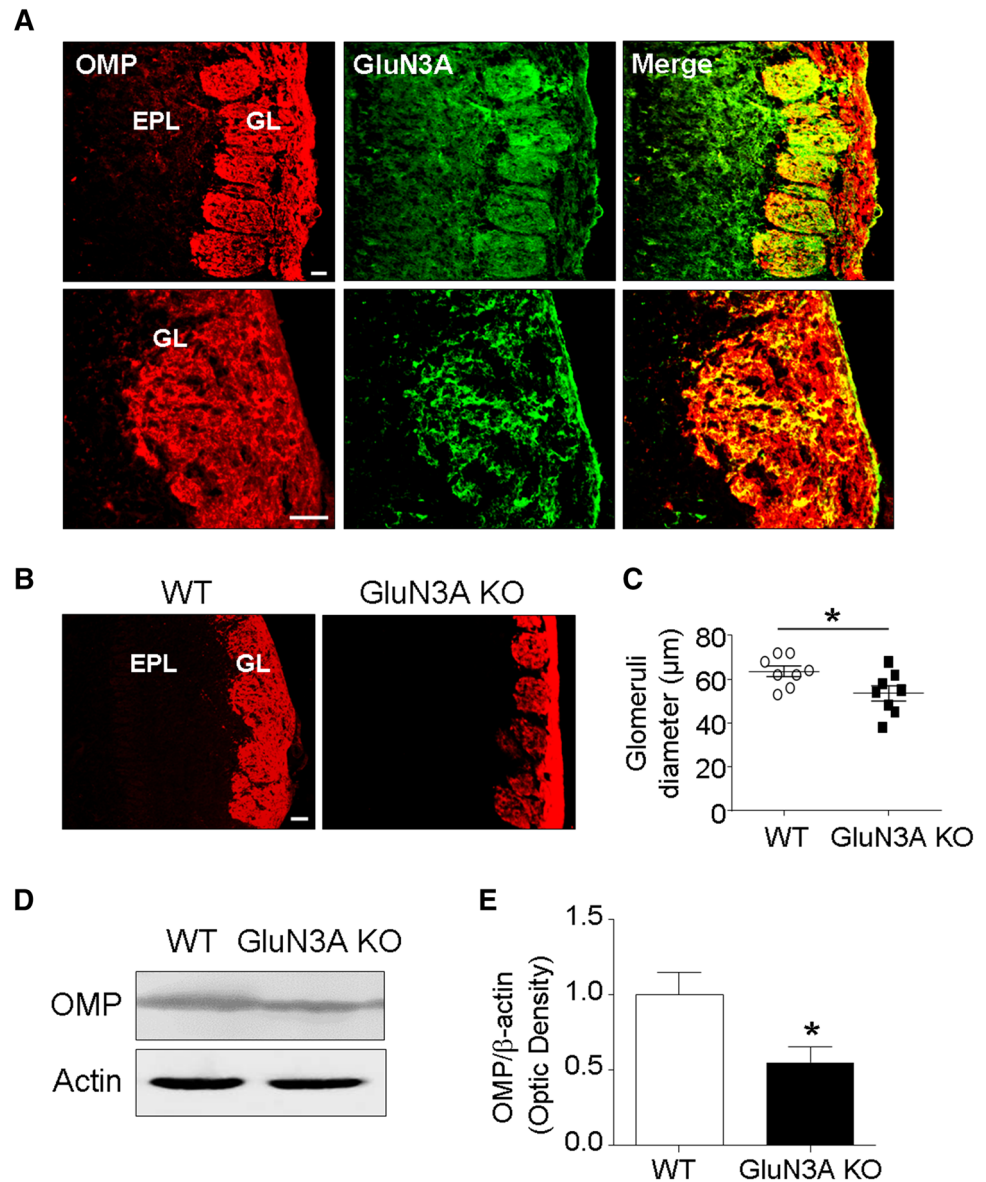 A
OMP
EPL
GL
GluN3A
Merge
GL
B
WT
GluN3A KO
EPL
GL
C
*
Glomeruli
diameter (μm)
80
60
40
20
0
WT
GluN3A KO
D
WT
GluN3A KO
OMP
Actin
E
OMP/β-actin
(Optic Density)
1.5
1.0
0.5
0.0
*
WT
GluN3A KO